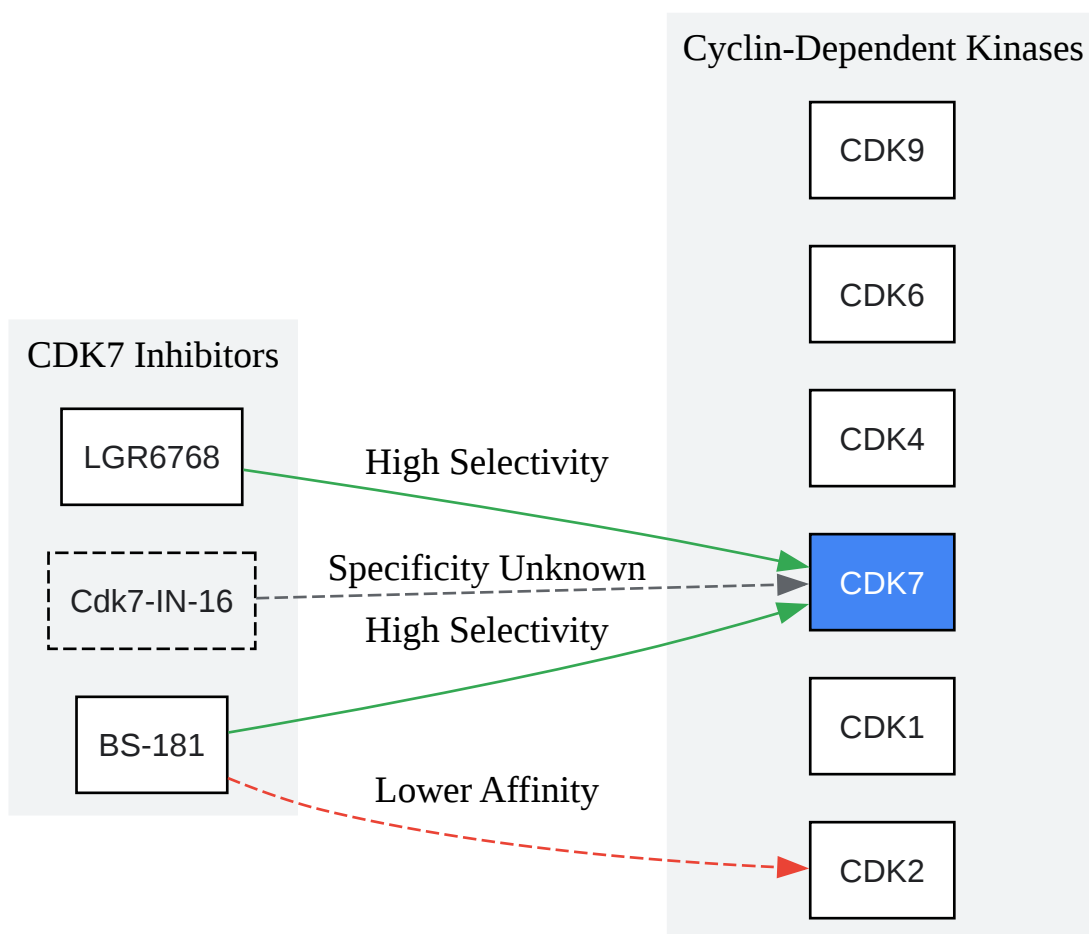 Cyclin-Dependent Kinases
CDK9
CDK6
CDK7 Inhibitors
LGR6768
High Selectivity
CDK4
Cdk7-IN-16
Specificity Unknown
CDK7
High Selectivity
BS-181
CDK1
Lower Affinity
CDK2